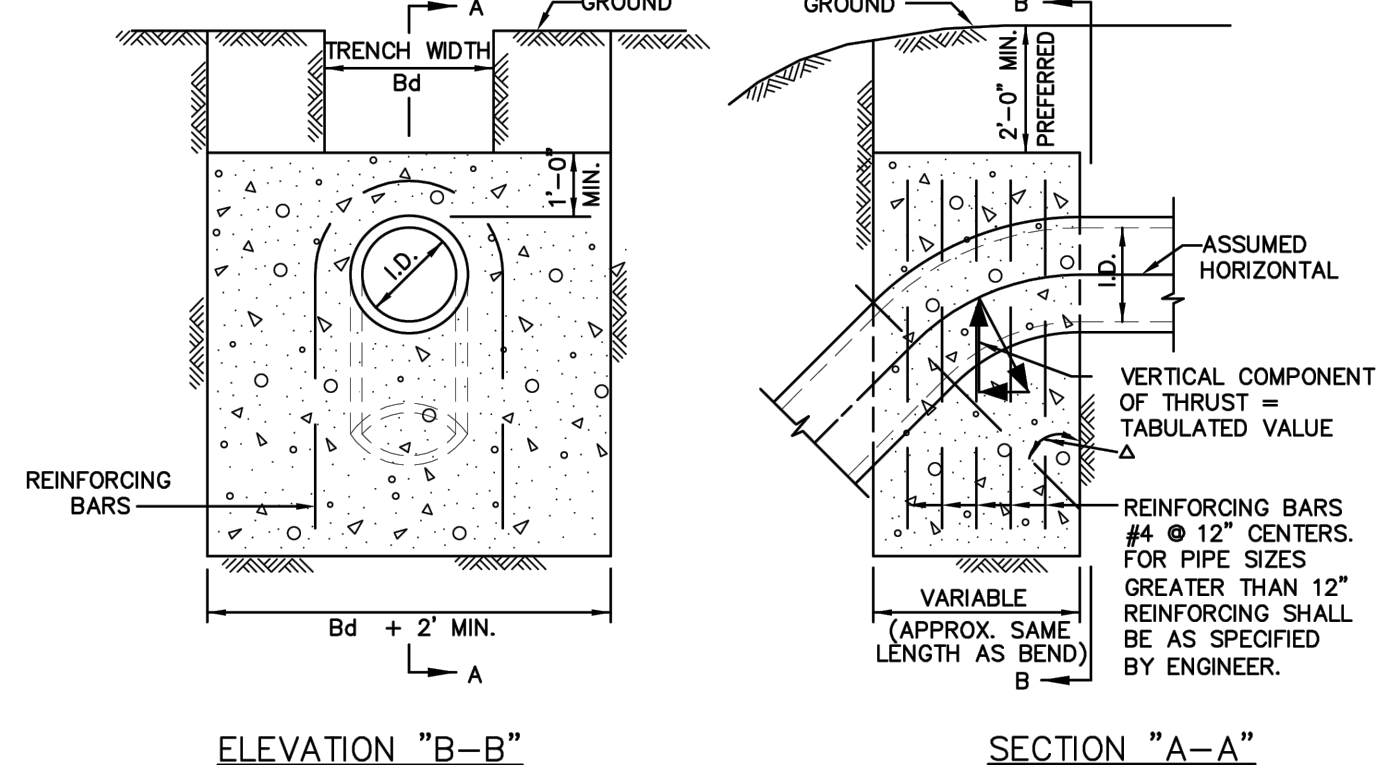 A
GROUND
TRENCH WIDTH
Bd
1'-0"
MIN.
I.D.
REINFORCING
BARS
Bd + 2' MIN.
A
ELEVATION "B-B"
B
GROUND
2'-0" MIN.
PREFERRED
I.D.
ASSUMED
HORIZONTAL
VERTICAL COMPONENT
OF THRUST =
TABULATED VALUE
Δ
REINFORCING BARS
#4 @ 12" CENTERS.
FOR PIPE SIZES
GREATER THAN 12"
REINFORCING SHALL
BE AS SPECIFIED
BY ENGINEER.
VARIABLE
(APPROX. SAME
LENGTH AS BEND)
B
SECTION "A-A"